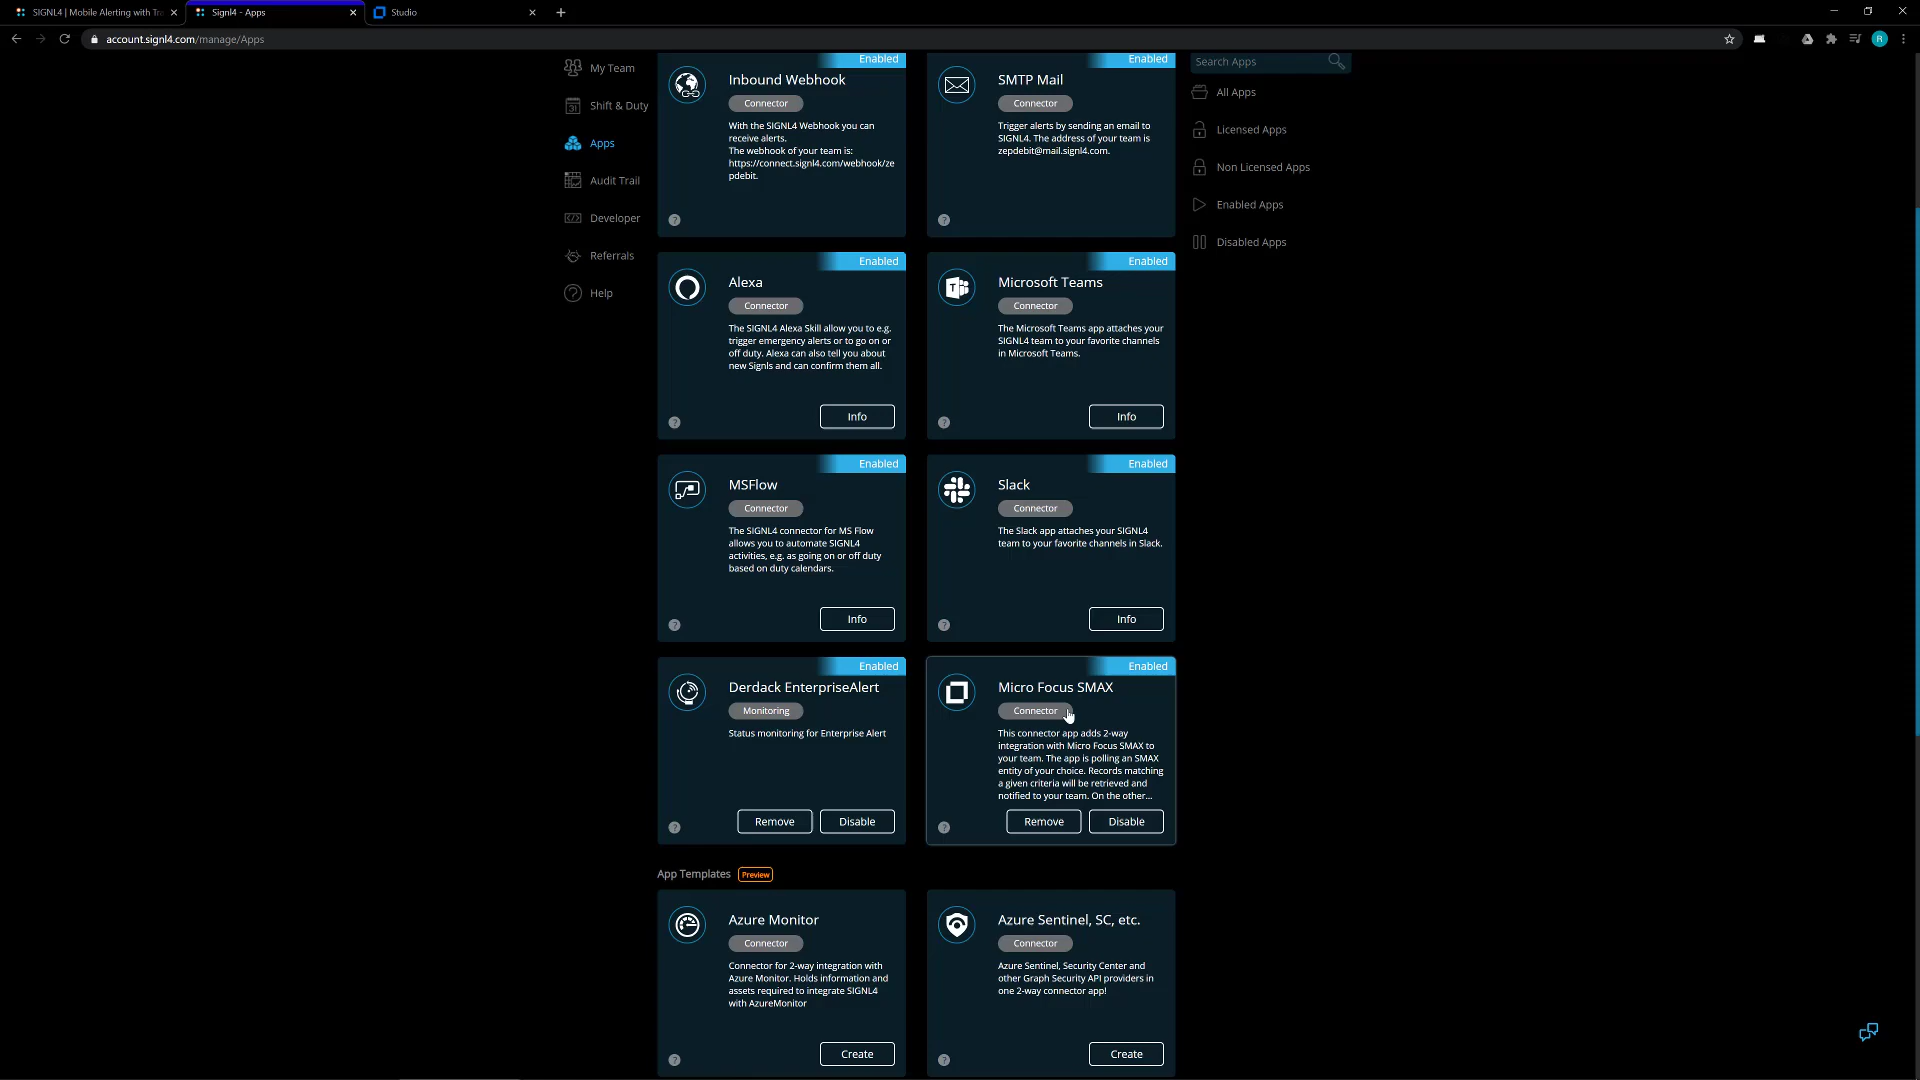 SIGNL4 | Mobile Alerting with Tra
Signl4 - Apps
Studio
account.signl4.com/manage/Apps
R
My Team
Shift & Duty
Apps
Audit Trail
Developer
Referrals
Help
Enabled
Inbound Webhook
Connector
With the SIGNL4 Webhook you can
receive alerts.
The webhook of your team is:
https://connect.signl4.com/webhook/ze
pdebit.
?
Enabled
SMTP Mail
Connector
Trigger alerts by sending an email to
SIGNL4. The address of your team is
zepdebit@mail.signl4.com.
?
Enabled
Alexa
Connector
The SIGNL4 Alexa Skill allow you to e.g.
trigger emergency alerts or to go on or
off duty. Alexa can also tell you about
new Signls and can confirm them all.
?
Info
Enabled
Microsoft Teams
Connector
The Microsoft Teams app attaches your
SIGNL4 team to your favorite channels
in Microsoft Teams.
?
Info
Enabled
MSFlow
Connector
The SIGNL4 connector for MS Flow
allows you to automate SIGNL4
activities, e.g. as going on or off duty
based on duty calendars.
?
Info
Enabled
Slack
Connector
The Slack app attaches your SIGNL4
team to your favorite channels in Slack.
?
Info
Enabled
Derdack EnterpriseAlert
Monitoring
Status monitoring for Enterprise Alert
?
Remove
Disable
Enabled
Micro Focus SMAX
Connector
This connector app adds 2-way
integration with Micro Focus SMAX to
your team. The app is polling an SMAX
entity of your choice. Records matching
a given criteria will be retrieved and
notified to your team. On the other...
?
Remove
Disable
App Templates Preview
Azure Monitor
Connector
Connector for 2-way integration with
Azure Monitor. Holds information and
assets required to integrate SIGNL4
with AzureMonitor
?
Create
Azure Sentinel, SC, etc.
Connector
Azure Sentinel, Security Center and
other Graph Security API providers in
one 2-way connector app!
?
Create
Search Apps
All Apps
Licensed Apps
Non Licensed Apps
Enabled Apps
Disabled Apps